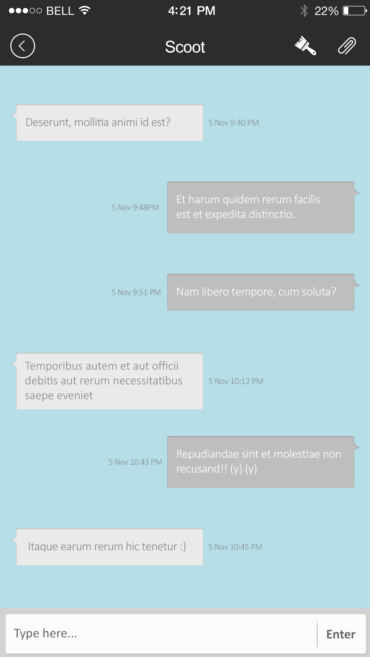 BELL 4:21 PM 22%
Scoot
Deserunt, mollitia animi id est? 5 Nov 9:40 PM
Et harum quidem rerum facilis
5 Nov 9:48PM est et expedita distinctio.
5 Nov 9:51 PM Nam libero tempore, cum soluta?
Temporibus autem et aut officii
debitis aut rerum necessitatibus 5 Nov 10:12 PM
saepe eveniet
Repudiandae sint et molestiae non
5 Nov 10:43 PM recusand!! (y) (y)
Itaque earum rerum hic tenetur :) 5 Nov 10:45 PM
Type here... Enter